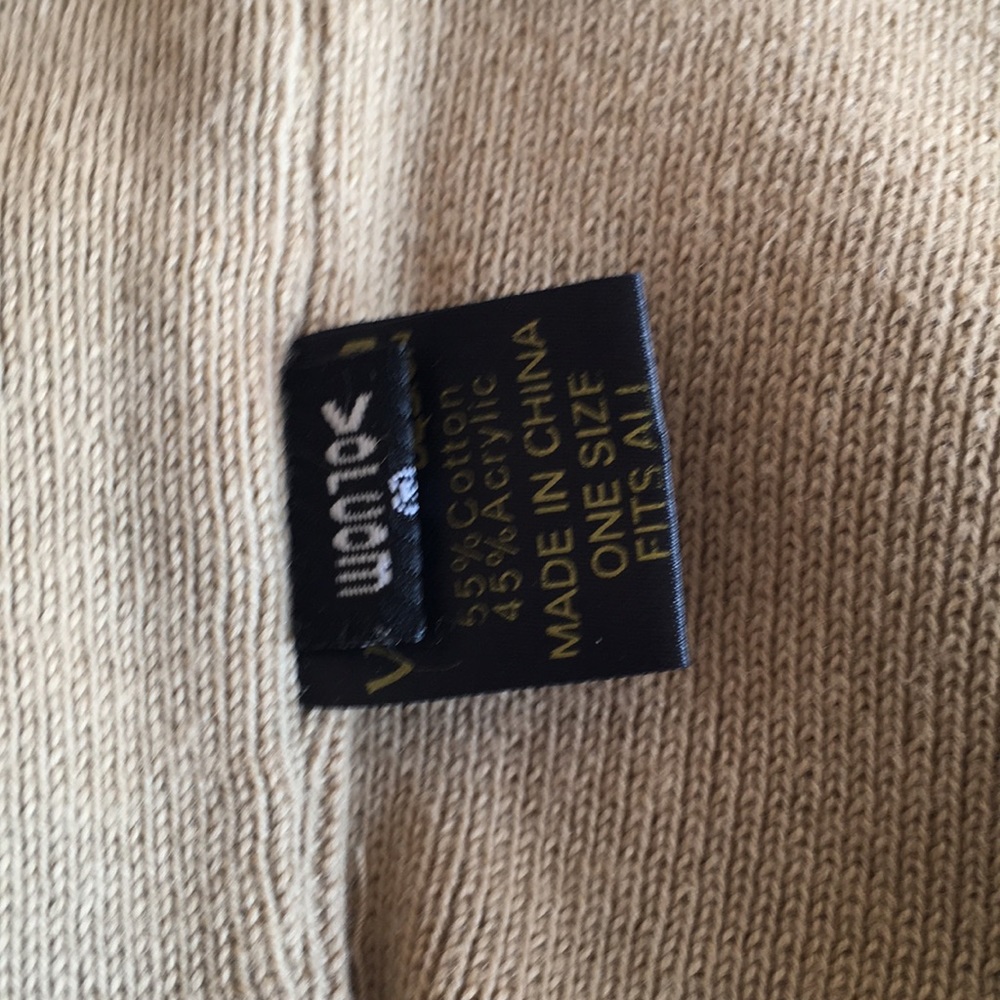 55%Cotton
45%Acrylic
MADE IN CHINA
ONE SIZE
FITS ALL